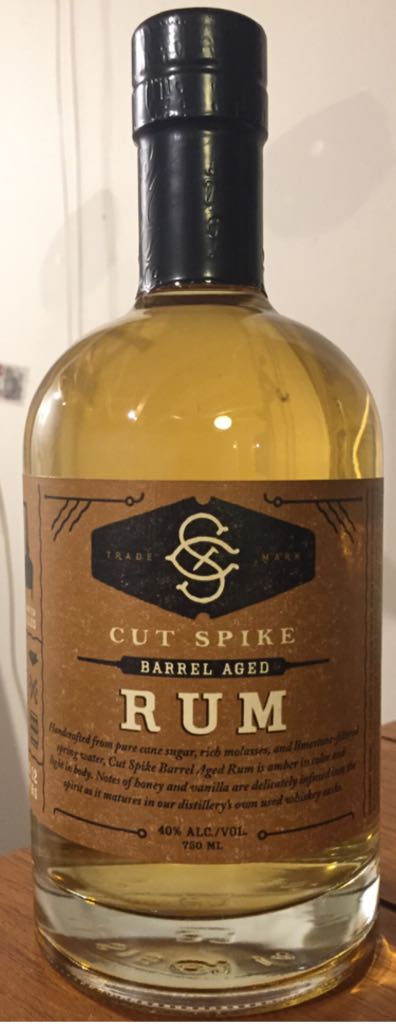 TRADE MARK
CUT SPIKE
BARREL AGED
RUM
Handcrafted from pure cane sugar, rich molasses, and limestone-filtered
spring water, Cut Spike Barrel Aged Rum is amber in color and
light in body. Notes of honey and vanilla are delicately infused into the
spirit as it matures in our distillery's own used whiskey casks.
40% ALC./VOL.
750 ML